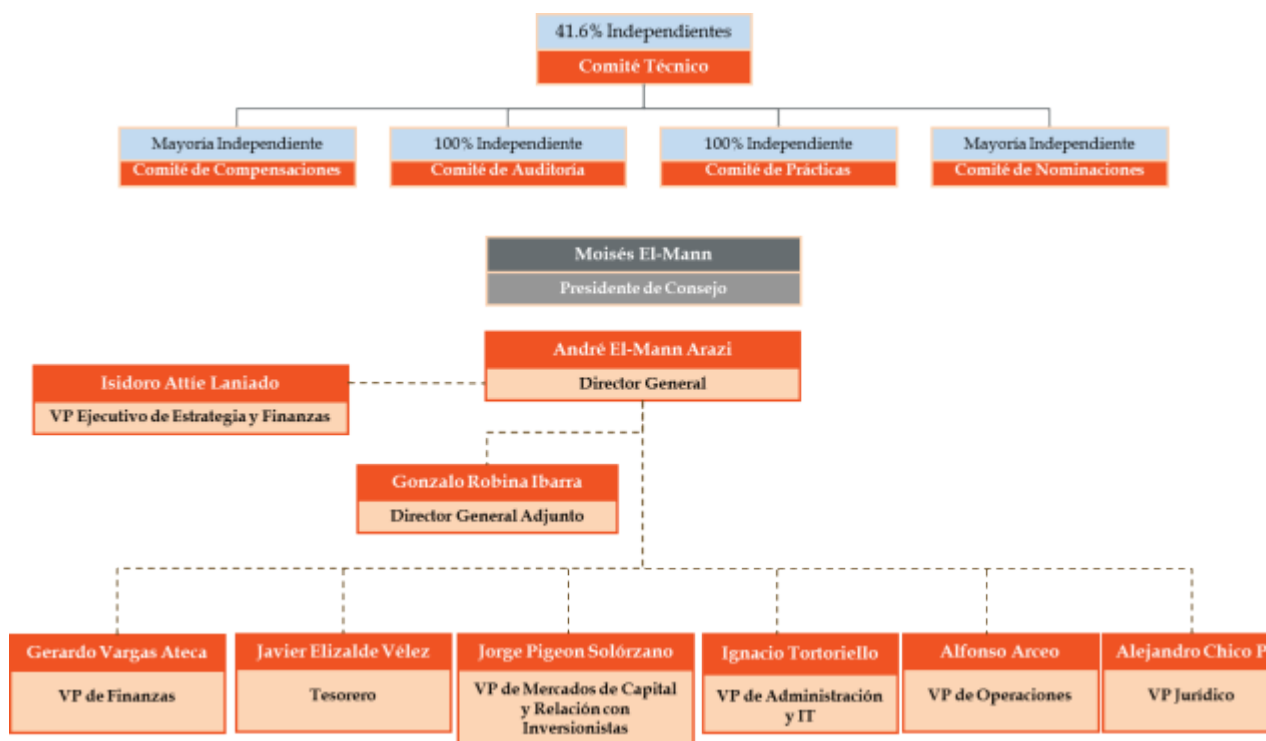 41.6% Independientes
Comité Técnico
Mayoría Independiente
Comité de Compensaciones
100% Independiente
Comité de Auditoría
100% Independiente
Comité de Prácticas
Mayoría Independiente
Comité de Nominaciones
Moisés El-Mann
Presidente de Consejo
André El-Mann Arazi
Director General
Isidoro Attíe Laniado
VP Ejecutivo de Estrategia y Finanzas
Gonzalo Robina Ibarra
Director General Adjunto
Gerardo Vargas Ateca
VP de Finanzas
Javier Elizalde Vélez
Tesorero
Jorge Pigeon Solórzano
VP de Mercados de Capital
y Relación con
Inversionistas
Ignacio Tortoriello
VP de Administración
y IT
Alfonso Arceo
VP de Operaciones
Alejandro Chico P
VP Jurídico